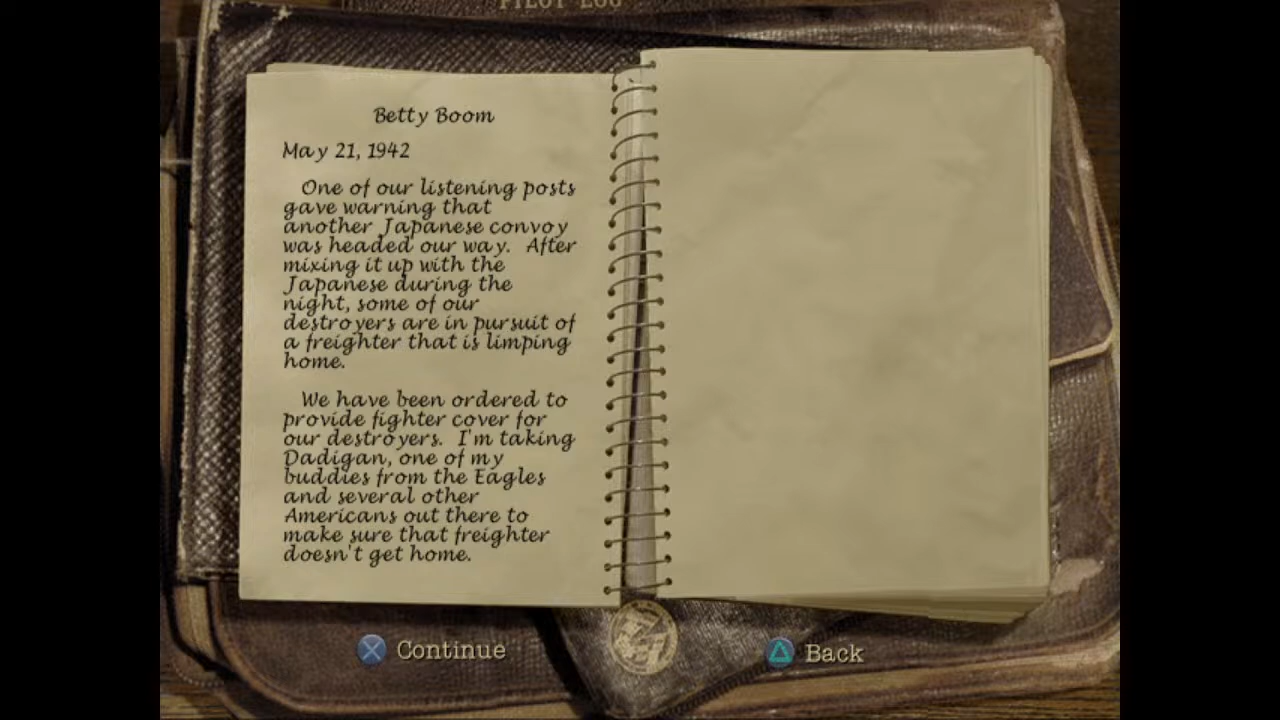 PILOT LOG
Betty Boom
May 21, 1942
One of our listening posts
gave warning that
another Japanese convoy
was headed our way. After
mixing it up with the
Japanese during the
night, some of our
destroyers are in pursuit of
a freighter that is limping
home.
We have been ordered to
provide fighter cover for
our destroyers. I'm taking
Dadigan, one of my
buddies from the Eagles
and several other
Americans out there to
make sure that freighter
doesn't get home.
Continue
Back